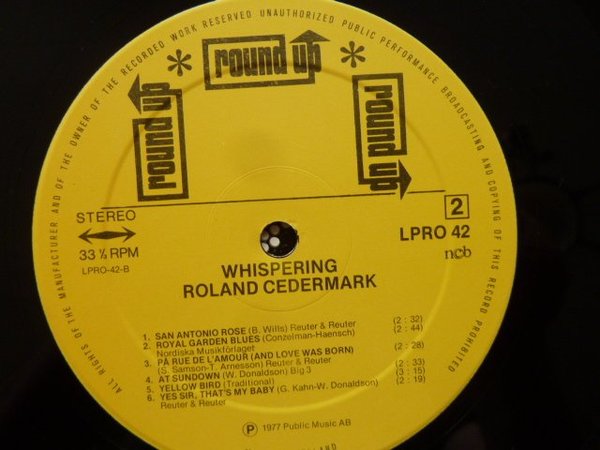 ALL RIGHTS OF THE MANUFACTURER AND OF THE OWNER OF THE RECORDED WORK RESERVED UNAUTHORIZED PUBLIC PERFORMANCE BROADCASTING AND COPYING OF THIS RECORD PROHIBITED
round up
round up
round up
STEREO
2
33 ⅓ RPM
LPRO 42
LPRO-42-B
ncb
WHISPERING
ROLAND CEDERMARK
1. SAN ANTONIO ROSE (B. Wills) Reuter & Reuter (2 : 32)
2. ROYAL GARDEN BLUES (Conzelman-Haensch) (2 : 44)
Nordiska Musikförlaget
3. PÅ RUE DE L'AMOUR (AND LOVE WAS BORN) (2 : 28)
(S. Samson-T. Arnesson) Reuter & Reuter
4. AT SUNDOWN (W. Donaldson) Big 3 (2 : 33)
5. YELLOW BIRD (Traditional) (3 : 15)
6. YES SIR, THAT'S MY BABY (G. Kahn-W. Donaldson) (2 : 19)
Reuter & Reuter
Ⓟ 1977 Public Music AB